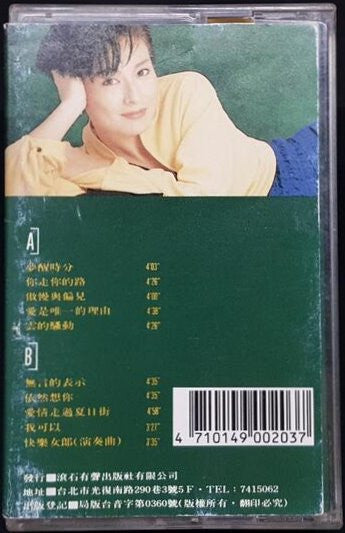 A
夢醒時分 4'03"
你走你的路 4'26"
傲慢與偏見 4'00"
愛是唯一的理由 4'38"
雲的騷動 4'26"
B
無言的表示 4'35"
依然想你 4'35"
愛情走過夏日街 4'58"
我可以 3'27"
快樂女郎(演奏曲) 3'35"
4 710149 002037
發行■滾石有聲出版社有限公司
地址■台北市光復南路290巷3號5F・TEL：7415062
出版登記■局版台音字第0360號(版權所有・翻印必究)